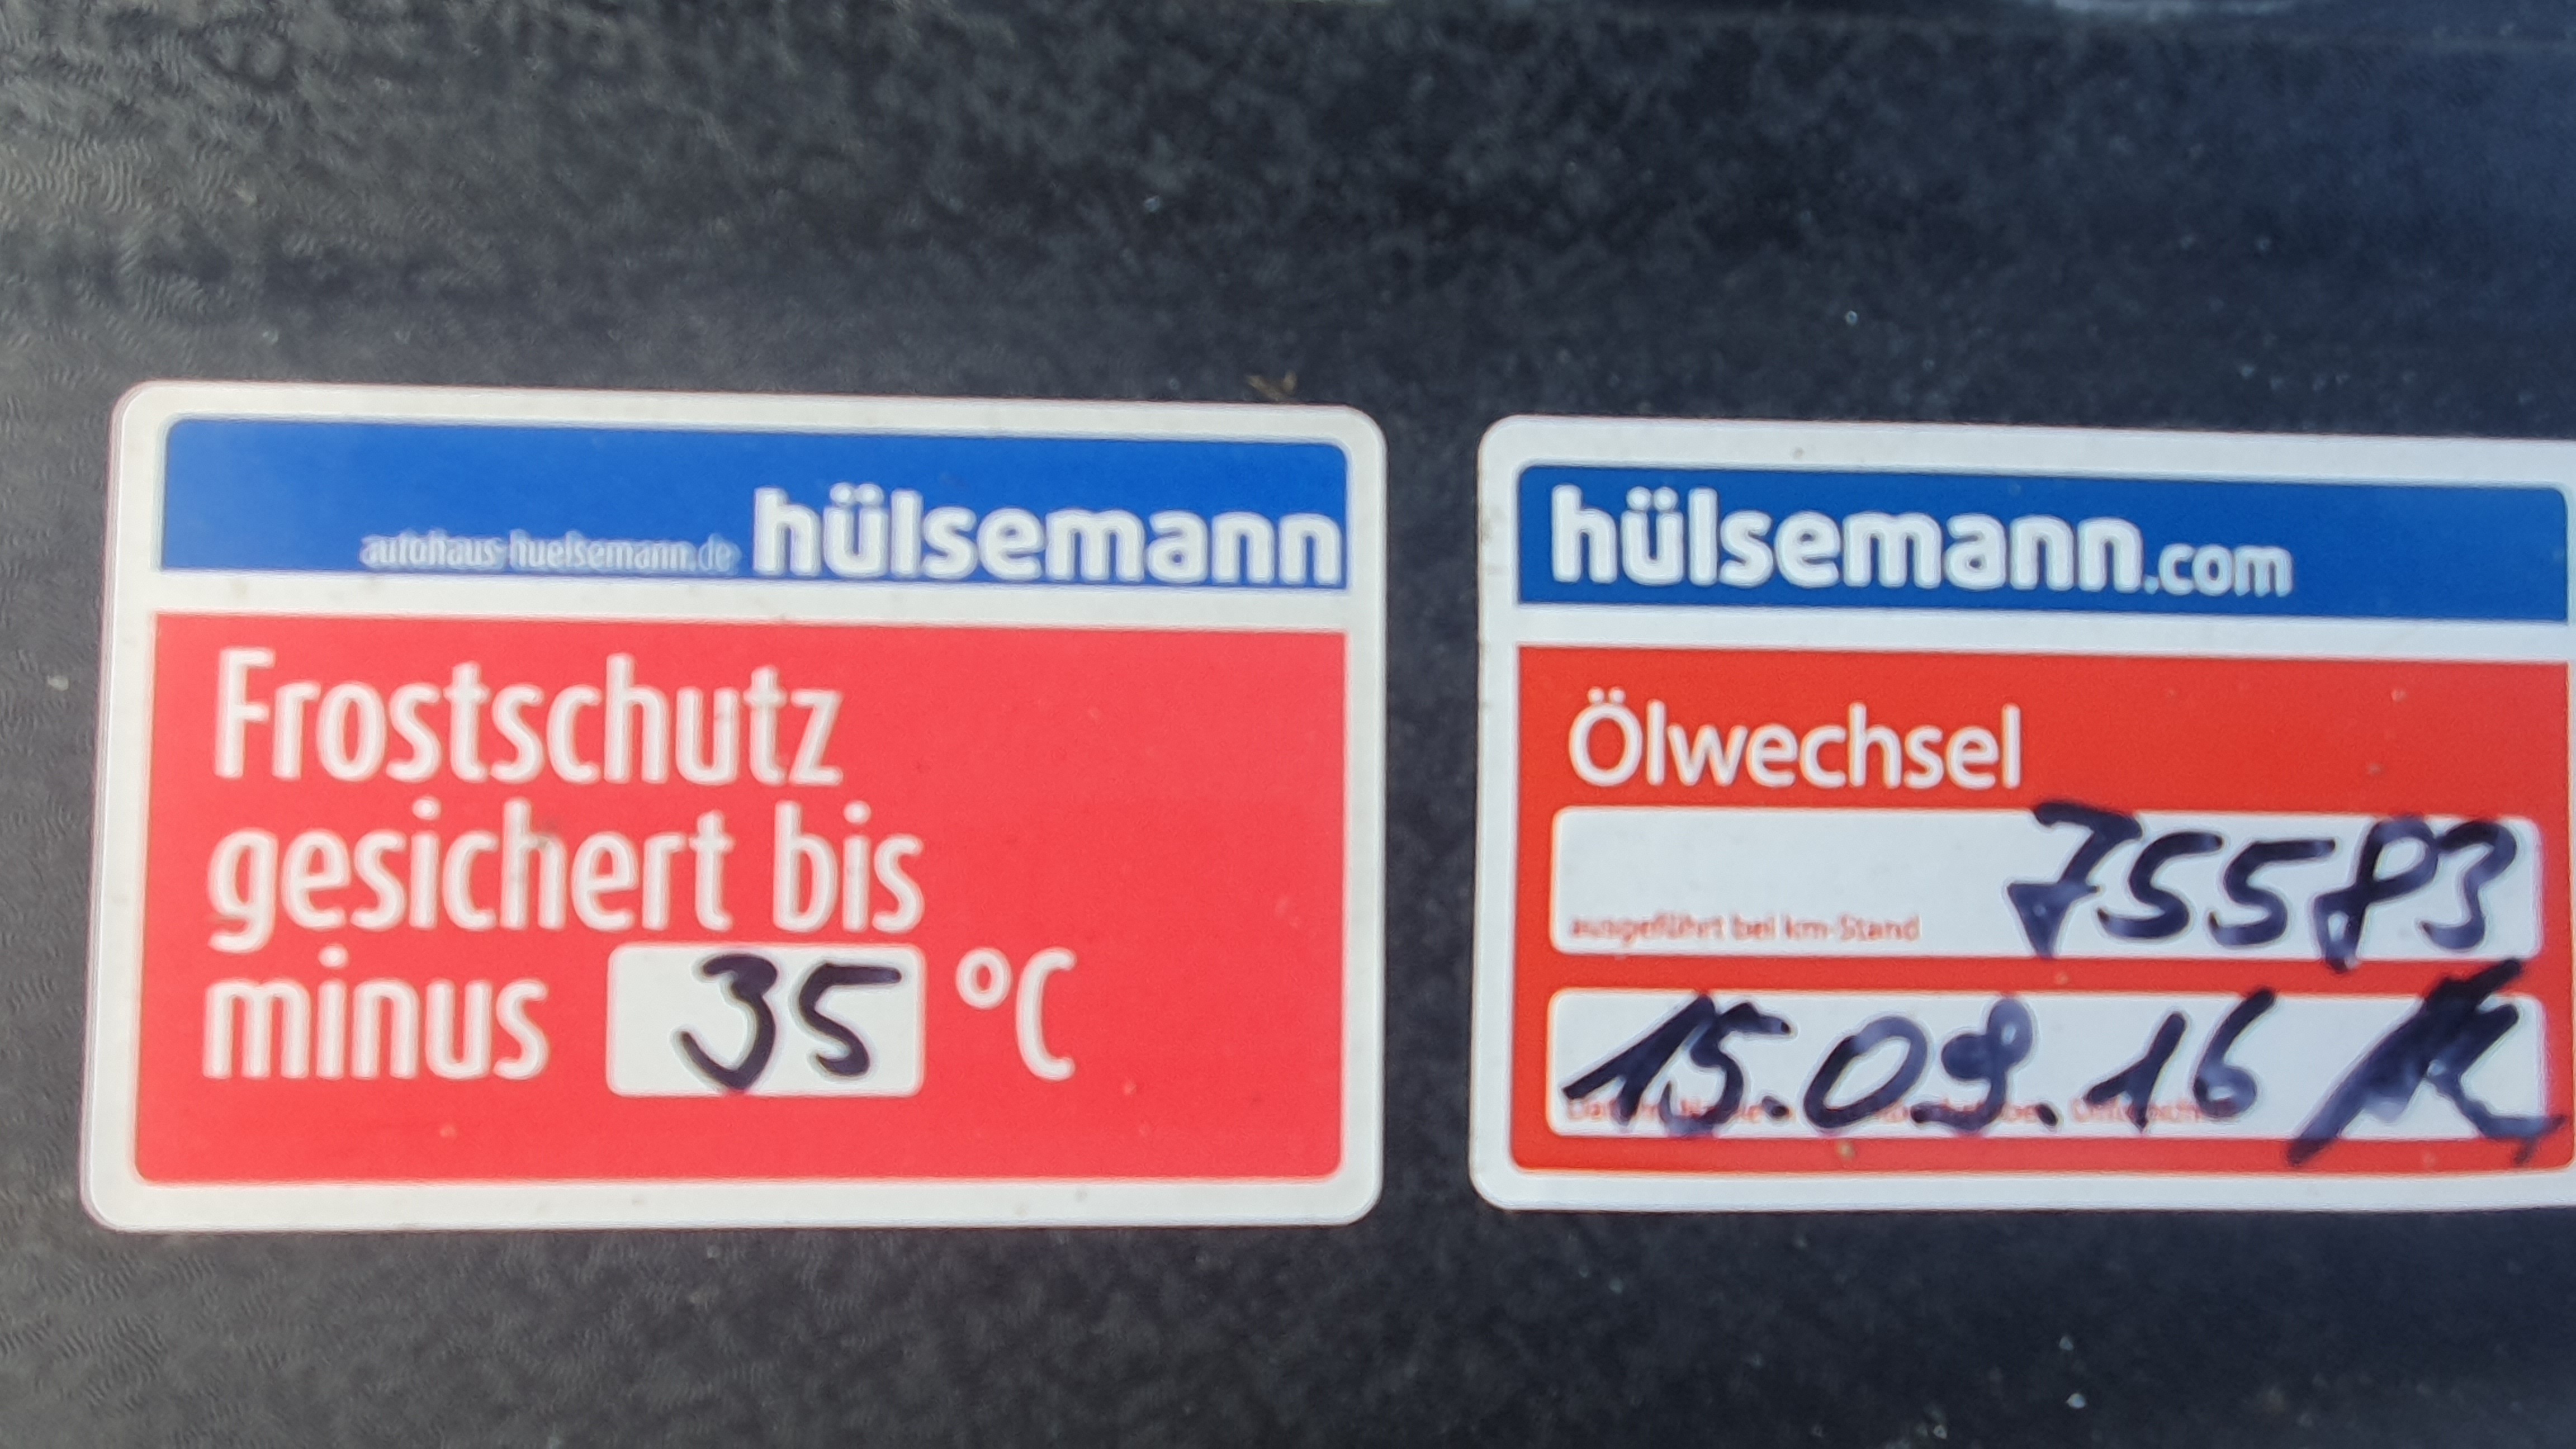 autohaus-huelsemann.de hülsemann
Frostschutz
gesichert bis
minus 35 °C
hülsemann.com
Ölwechsel
75583
ausgeführt bei km-Stand
15.09.16